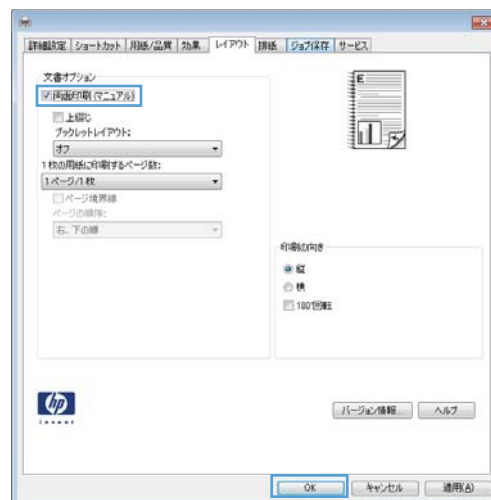 詳細設定 ショートカット 用紙/品質 効果 レイアウト 排紙 ジョブ保存 サービス
文書オプション
両面印刷(マニュアル)
上綴じ
ブックレットレイアウト:
オフ
1枚の用紙に印刷するページ数:
1ページ/1枚
ページ境界線
ページの順序:
右、下の順
E
印刷の向き
縦
横
180°回転
hp
invent
バージョン情報... ヘルプ
OK キャンセル 適用(A)